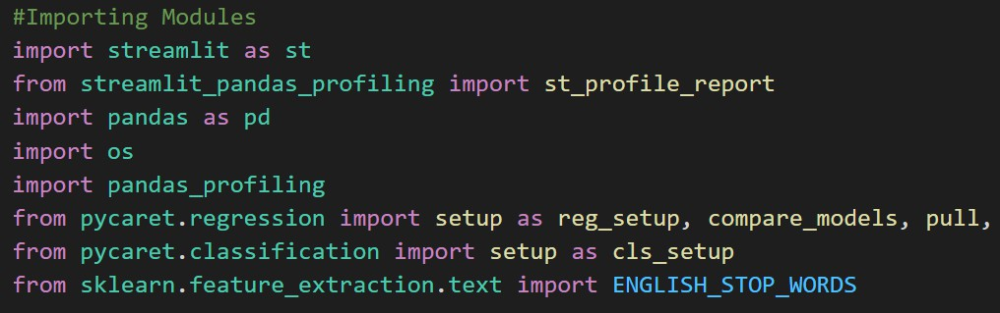 #Importing Modules
import streamlit as st
from streamlit_pandas_profiling import st_profile_report
import pandas as pd
import os
import pandas_profiling
from pycaret.regression import setup as reg_setup, compare_models, pull,
from pycaret.classification import setup as cls_setup
from sklearn.feature_extraction.text import ENGLISH_STOP_WORDS